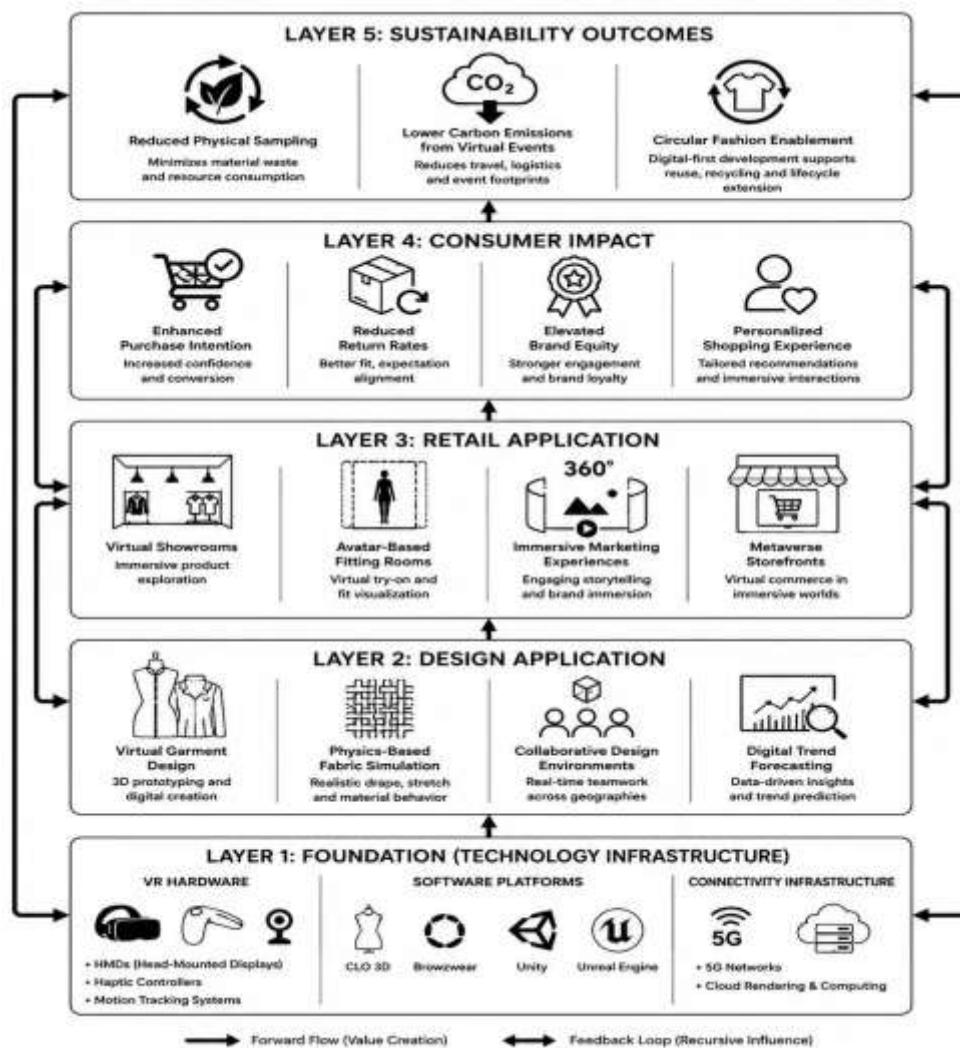 LAYER 5: SUSTAINABILITY OUTCOMES
CO₂
Reduced Physical Sampling
Minimizes material waste
and resource consumption
Lower Carbon Emissions
from Virtual Events
Reduces travel, logistics
and event footprints
Circular Fashion Enablement
Digital-first development supports
reuse, recycling and lifecycle
extension
LAYER 4: CONSUMER IMPACT
Enhanced
Purchase Intention
Increased confidence
and conversion
Reduced
Return Rates
Better fit, expectation
alignment
Elevated
Brand Equity
Stronger engagement
and brand loyalty
Personalized
Shopping Experience
Tailored recommendations
and immersive interactions
LAYER 3: RETAIL APPLICATION
Virtual Showrooms
Immersive product
exploration
Avatar-Based
Fitting Rooms
Virtual try-on and
fit visualization
360°
Immersive Marketing
Experiences
Engaging storytelling
and brand immersion
Metaverse
Storefronts
Virtual commerce in
immersive worlds
LAYER 2: DESIGN APPLICATION
Virtual Garment
Design
3D prototyping and
digital creation
Physics-Based
Fabric Simulation
Realistic drape, stretch
and material behavior
Collaborative Design
Environments
Real-time teamwork
across geographies
Digital Trend
Forecasting
Data-driven insights
and trend prediction
LAYER 1: FOUNDATION (TECHNOLOGY INFRASTRUCTURE)
VR HARDWARE
+ HMDs (Head-Mounted Displays)
+ Haptic Controllers
+ Motion Tracking Systems
SOFTWARE PLATFORMS
CLO 3D
Browzwear
Unity
Unreal Engine
CONNECTIVITY INFRASTRUCTURE
5G
+ 5G Networks
+ Cloud Rendering & Computing
Forward Flow (Value Creation)
Feedback Loop (Recursive Influence)